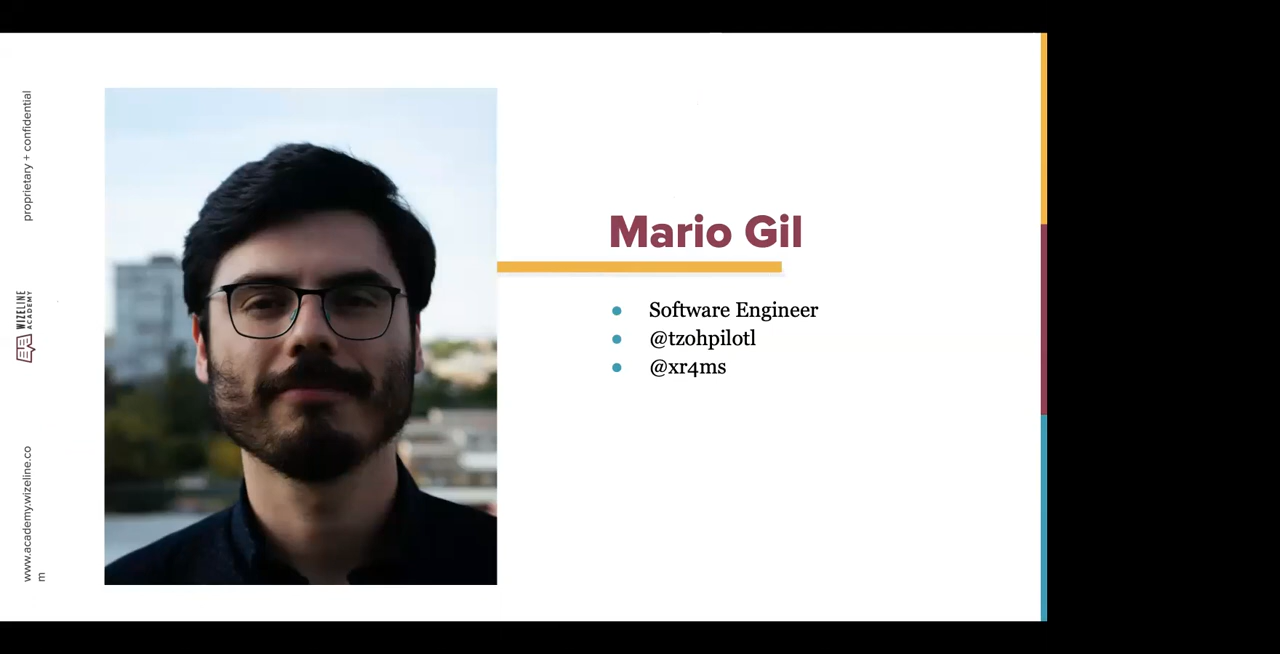 proprietary + confidential
WIZELINE
ACADEMY
www.academy.wizeline.co
m
Mario Gil
Software Engineer
@tzohpilotl
@xr4ms